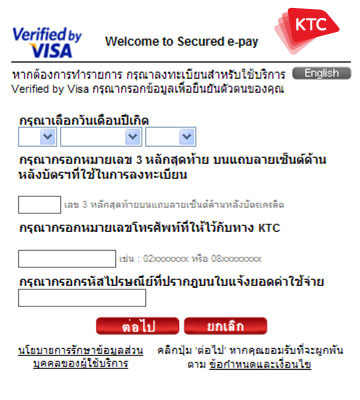 Verified by
VISA
Welcome to Secured e-pay
KTC
หากต้องการทำรายการ กรุณาลงทะเบียนสำหรับใช้บริการ
English
Verified by Visa กรุณากรอกข้อมูลเพื่อยืนยันตัวตนของคุณ
กรุณาเลือกวันเดือนปีเกิด
กรุณากรอกหมายเลข 3 หลักสุดท้าย บนแถบลายเซ็นต์ด้าน
หลังบัตรฯที่ใช้ในการลงทะเบียน
เลข 3 หลักสุดท้ายบนแถบลายเซ็นต์ด้านหลังบัตรเครดิต
กรุณากรอกหมายเลขโทรศัพท์ที่ให้ไว้กับทาง KTC
เช่น : 02xxxxxxx หรือ 08xxxxxxxx
กรุณากรอกรหัสไปรษณีย์ที่ปรากฎบนใบแจ้งยอดค่าใช้จ่าย
ต่อไป
ยกเลิก
นโยบายการรักษาข้อมูลส่วน
บุคคลของผู้ใช้บริการ
คลิกปุ่ม 'ต่อไป' หากคุณยอมรับที่จะผูกพัน
ตาม ข้อกำหนดและเงื่อนไข